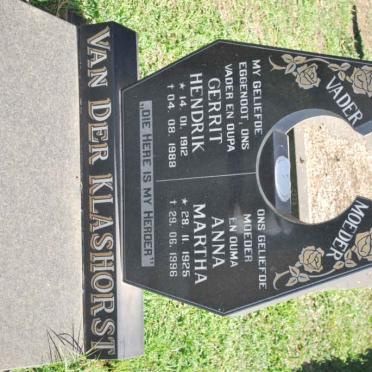 VADER
MOEDER
MY GELIEFDE
EGGENOOT, ONS
VADER EN OUPA
GERRIT
HENDRIK
* 14. 01. 1912
† 04. 08. 1988
ONS GELIEFDE
MOEDER
EN OUMA
ANNA
MARTHA
* 28. 11. 1925
† 29. 06. 1996
„DIE HERE IS MY HERDER"
VAN DER KLASHORST